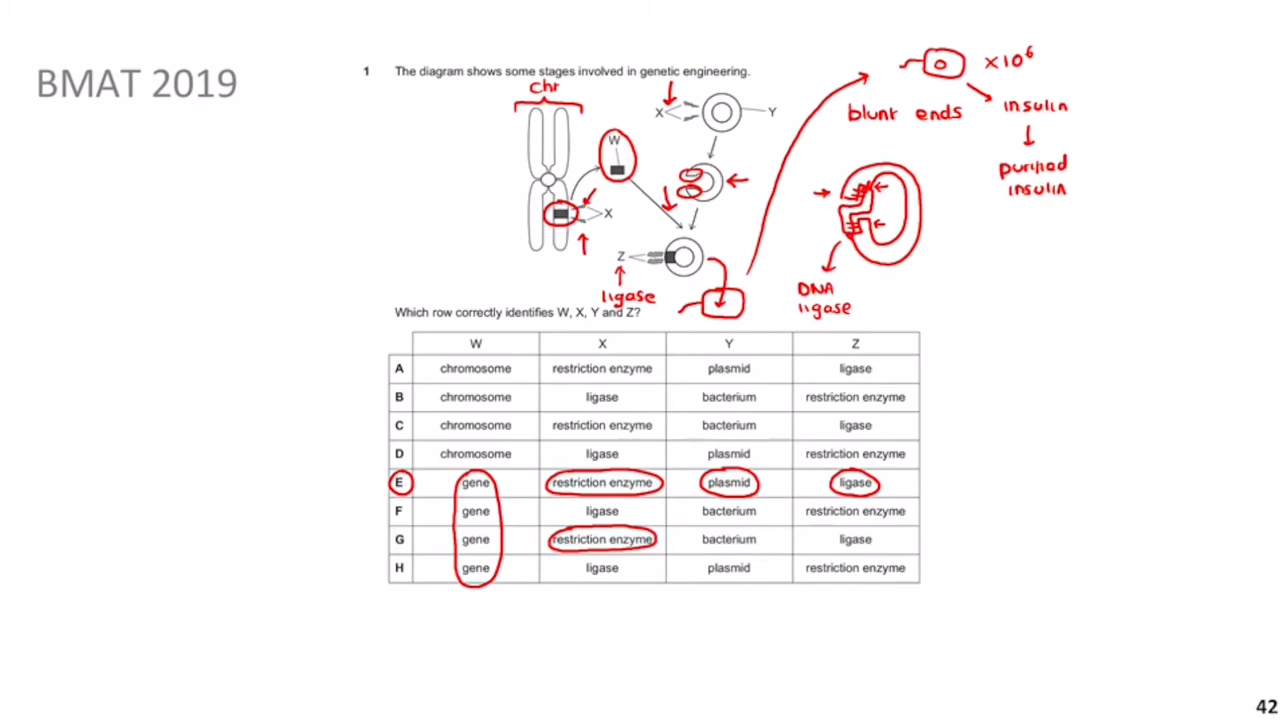 BMAT 2019
1 The diagram shows some stages involved in genetic engineering.
Chr
X
Y
W
X
Z
ligase
×10⁶
blunt ends
insulin
purified
insulin
DNA
ligase
Which row correctly identifies W, X, Y and Z?
W X Y Z
A chromosome restriction enzyme plasmid ligase
B chromosome ligase bacterium restriction enzyme
C chromosome restriction enzyme bacterium ligase
D chromosome ligase plasmid restriction enzyme
E gene restriction enzyme plasmid ligase
F gene ligase bacterium restriction enzyme
G gene restriction enzyme bacterium ligase
H gene ligase plasmid restriction enzyme
42